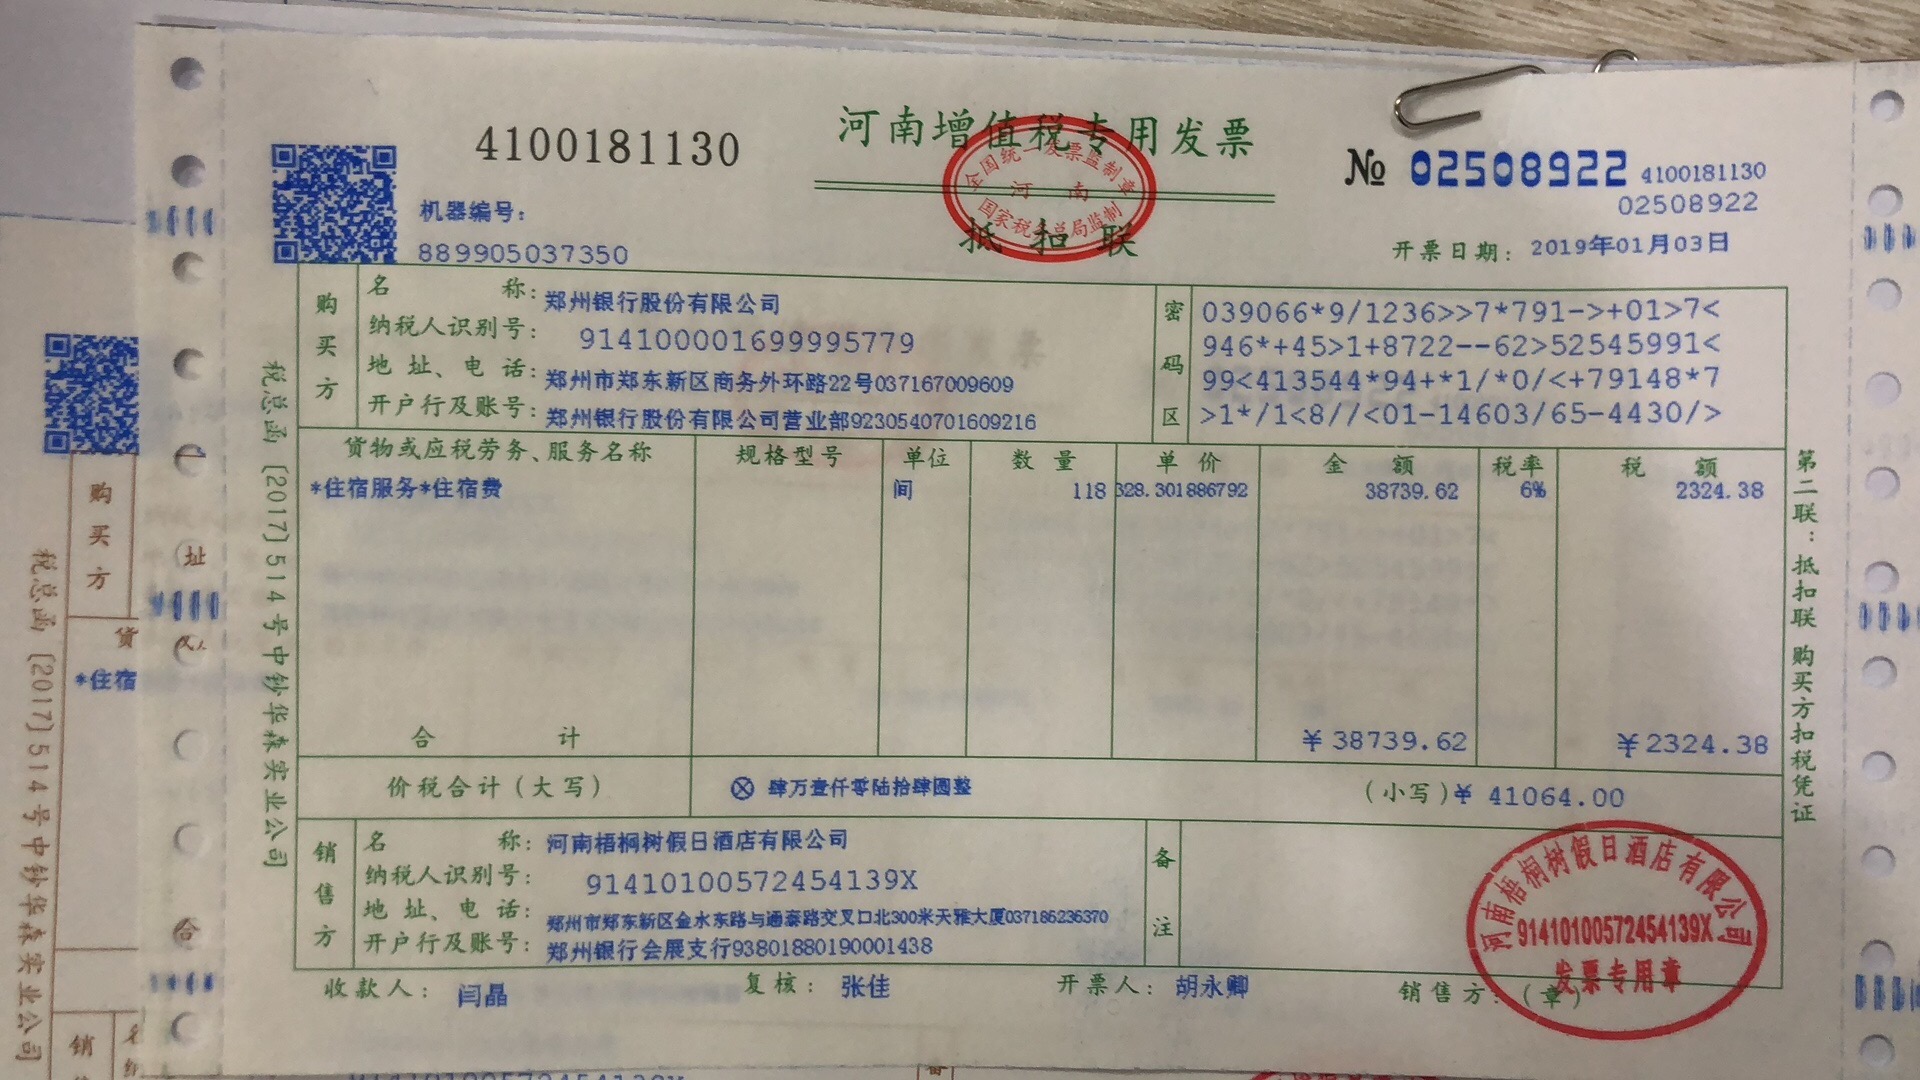 河南增值税专用发票
4100181130
№ 02508922 4100181130
02508922
机器编号:
889905037350
全国统一发票监制章
河 南
国家税务总局监制
抵 扣 联
开票日期: 2019年01月03日
购买方
名 称: 郑州银行股份有限公司
纳税人识别号: 914100001699995779
地 址、电 话: 郑州市郑东新区商务外环路22号037167009609
开户行及账号: 郑州银行股份有限公司营业部9230540701609216
密码区
039066*9/1236>>7*791->+01>7<
946*+45>1+8722--62>52545991<
99<413544*94+*1/*0/<+79148*7
>1*/1<8//<01-14603/65-4430/>
货物或应税劳务、服务名称 规格型号 单位 数 量 单 价 金 额 税率 税 额
*住宿服务*住宿费 间 118 328.301886792 38739.62 6% 2324.38
合 计 ¥38739.62 ¥2324.38
价税合计(大写) ⊗ 肆万壹仟零陆拾肆圆整 (小写)¥ 41064.00
销售方
名 称: 河南梧桐树假日酒店有限公司
纳税人识别号: 91410100572454139X
地 址、电 话: 郑州市郑东新区金水东路与通泰路交叉口北300米天雅大厦037186236370
开户行及账号: 郑州银行会展支行93801880190001438
备注
河南梧桐树假日酒店有限公司
91410100572454139X
发票专用章
收款人: 闫晶 复核: 张佳 开票人: 胡永卿 销售方:(章)
税总函〔2017〕514号中钞华森实业公司
第二联:抵扣联 购买方扣税凭证
购买方
址
货
*住宿
合
税总函〔2017〕514号中钞华森实业公司
销
备